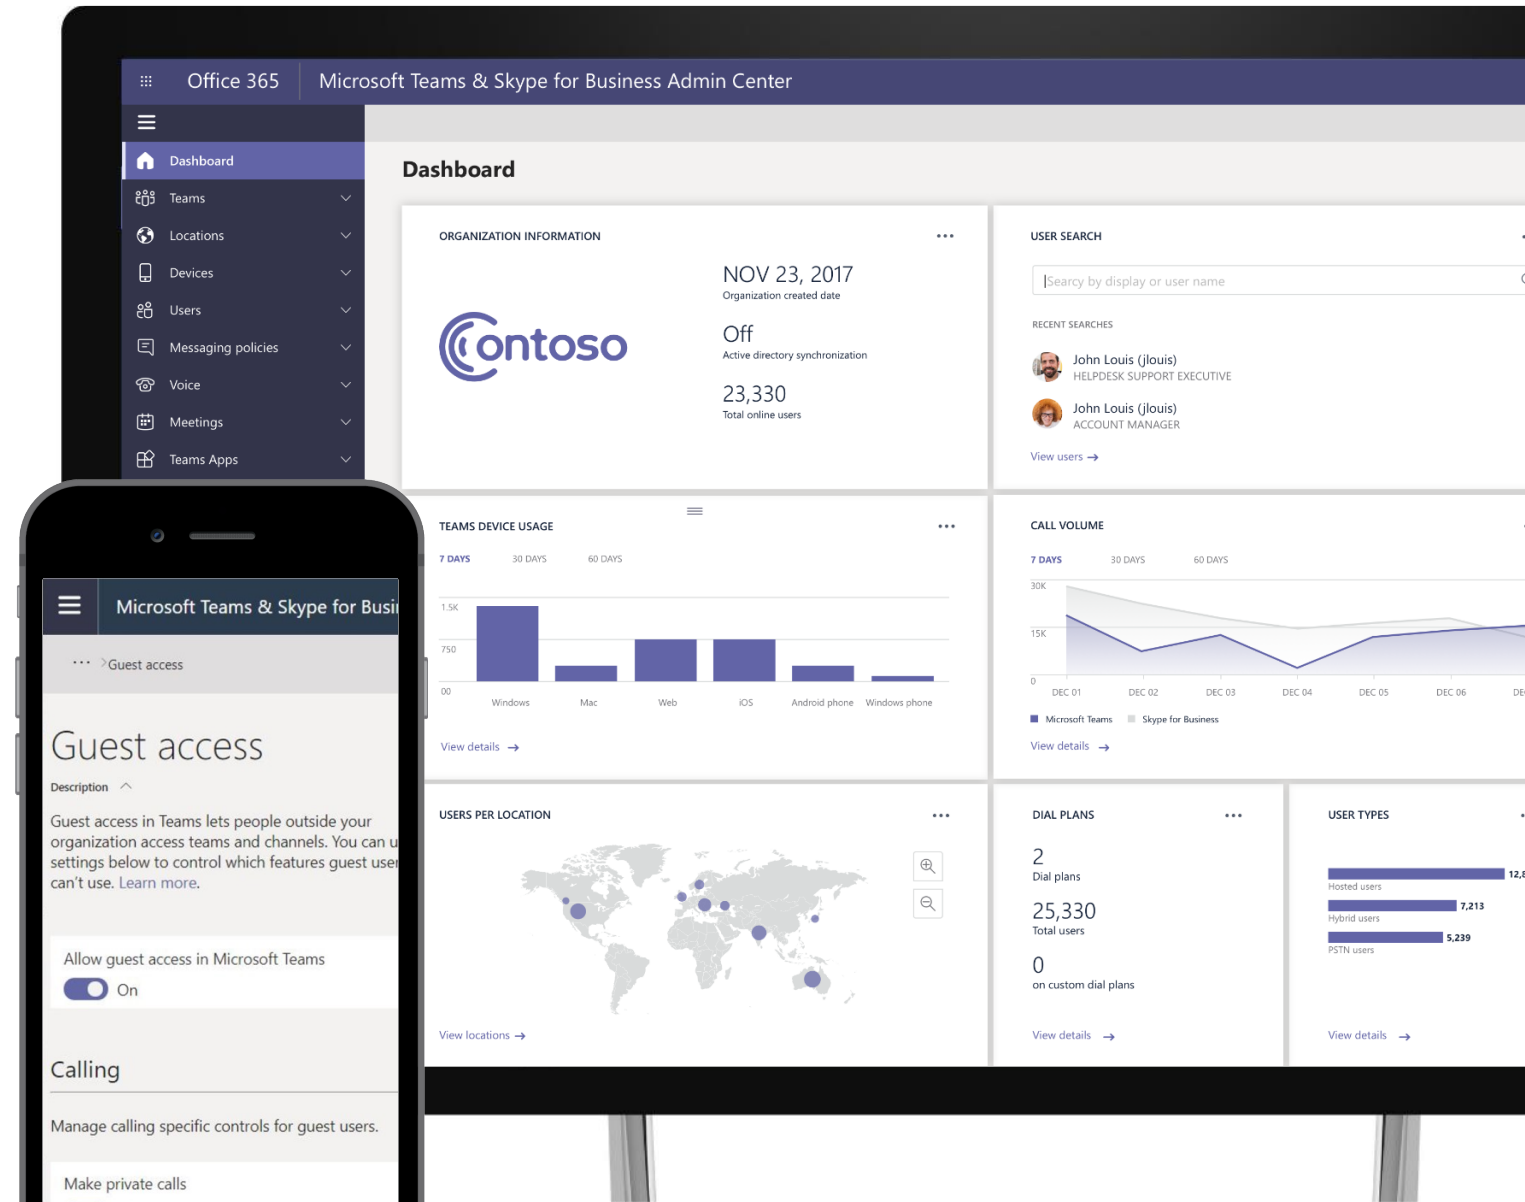 Office 365
Microsoft Teams & Skype for Business Admin Center
Dashboard
Teams
Locations
Devices
Users
Messaging policies
Voice
Meetings
Teams Apps
Dashboard
ORGANIZATION INFORMATION
Contoso
NOV 23, 2017
Organization created date
Off
Active directory synchronization
23,330
Total online users
USER SEARCH
Searcy by display or user name
RECENT SEARCHES
John Louis (jlouis)
HELPDESK SUPPORT EXECUTIVE
John Louis (jlouis)
ACCOUNT MANAGER
View users →
TEAMS DEVICE USAGE
7 DAYS 30 DAYS 60 DAYS
1.5K
750
00
Windows Mac Web iOS Android phone Windows phone
View details →
CALL VOLUME
7 DAYS 30 DAYS 60 DAYS
30K
15K
0
DEC 01 DEC 02 DEC 03 DEC 04 DEC 05 DEC 06 DE
Microsoft Teams Skype for Business
View details →
USERS PER LOCATION
View locations →
DIAL PLANS
2
Dial plans
25,330
Total users
0
on custom dial plans
View details →
USER TYPES
12,8
Hosted users
7,213
Hybrid users
5,239
PSTN users
View details →
Microsoft Teams & Skype for Busi
... > Guest access
Guest access
Description
Guest access in Teams lets people outside your
organization access teams and channels. You can u
settings below to control which features guest user
can't use. Learn more.
Allow guest access in Microsoft Teams
On
Calling
Manage calling specific controls for guest users.
Make private calls